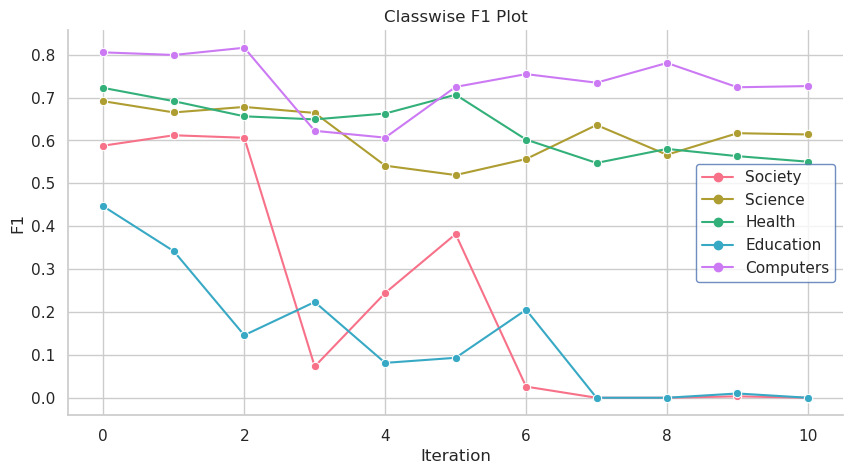 Classwise F1 Plot
F1
0.8
0.7
0.6
0.5
0.4
0.3
0.2
0.1
0.0
Society
Science
Health
Education
Computers
0 2 4 6 8 10
Iteration